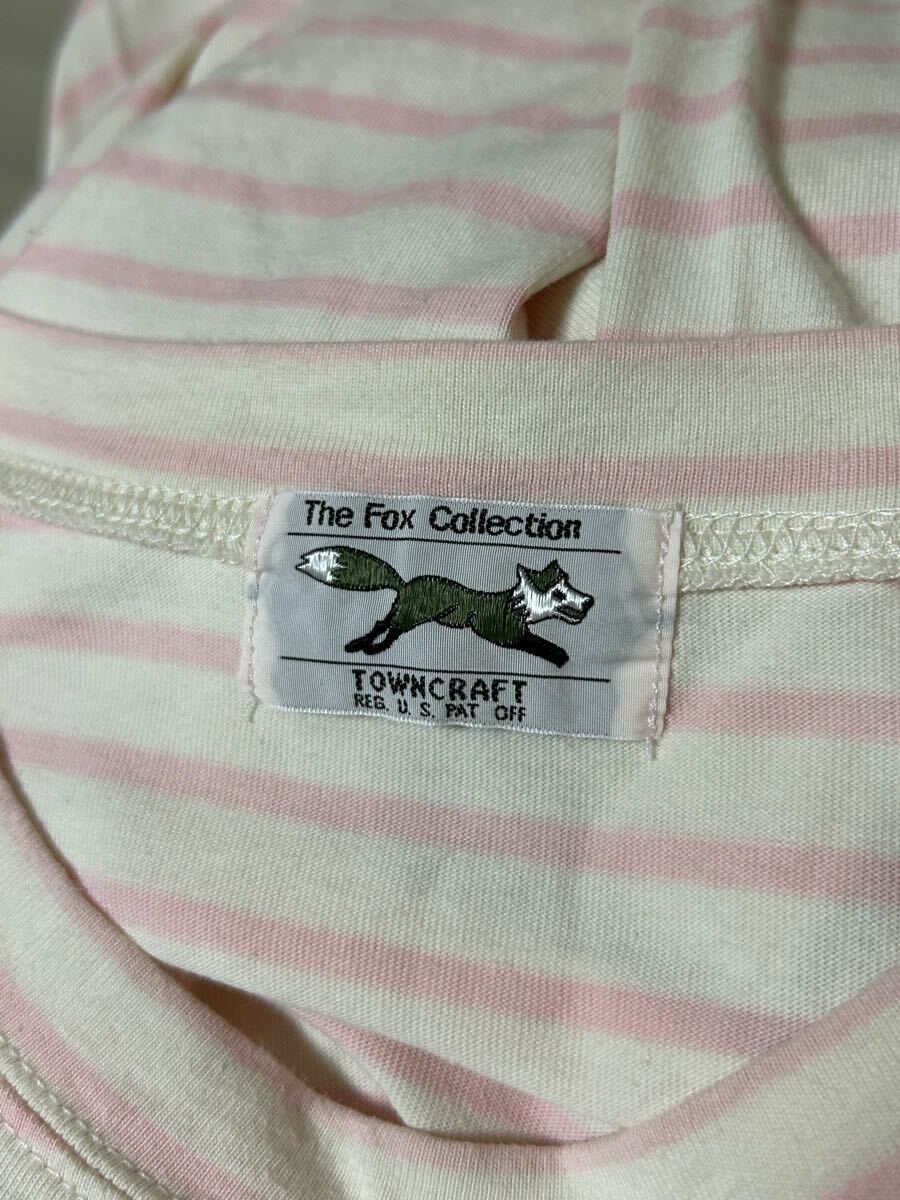 The Fox Collection
TOWNCRAFT
REG. U. S. PAT OFF